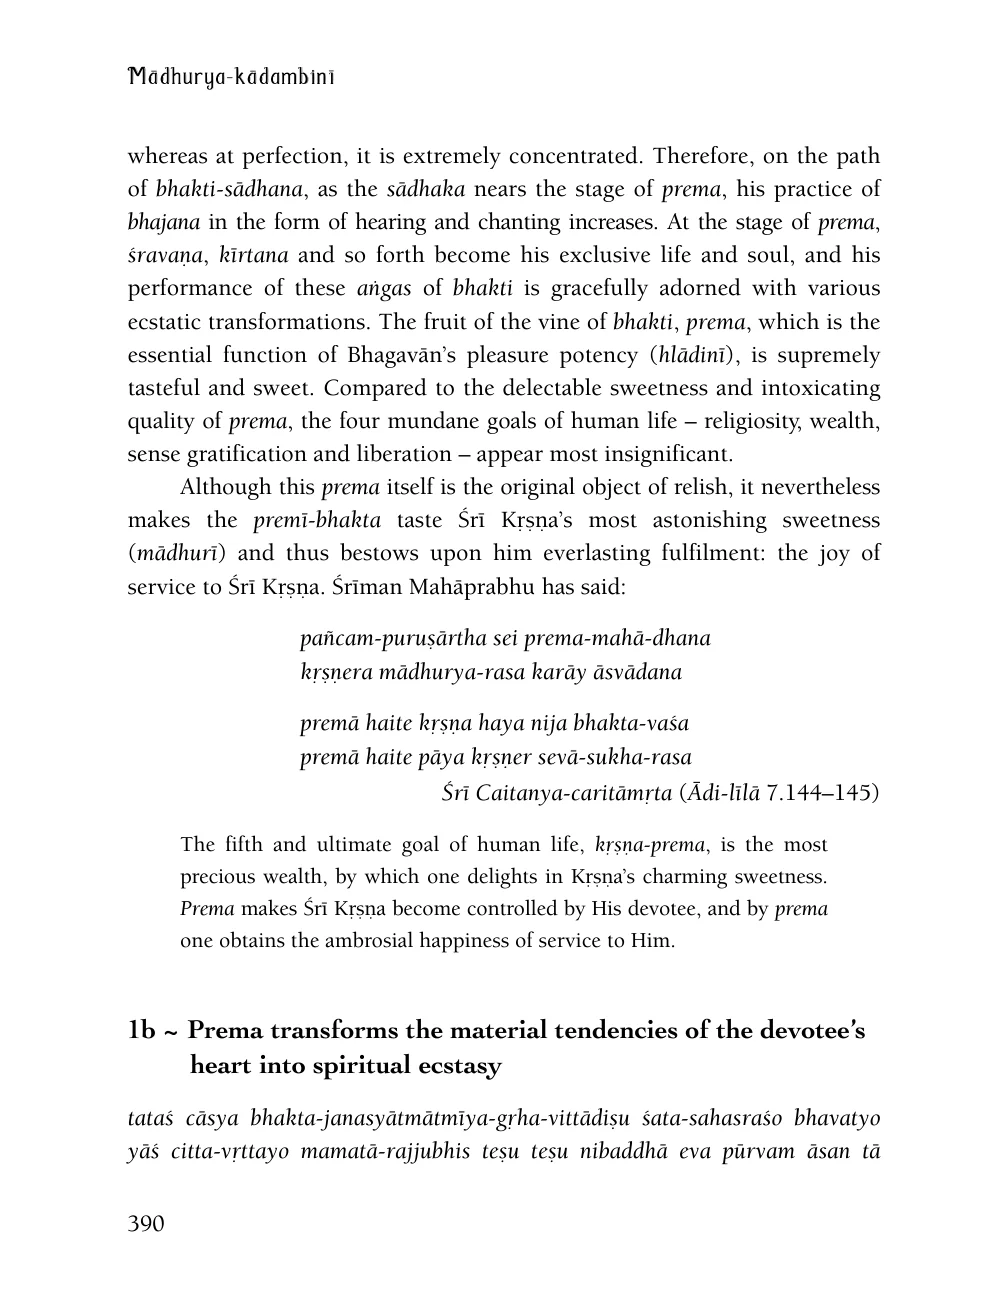 Mādhurya-kādambinī
whereas at perfection, it is extremely concentrated. Therefore, on the path
of bhakti-sādhana, as the sādhaka nears the stage of prema, his practice of
bhajana in the form of hearing and chanting increases. At the stage of prema,
śravaṇa, kīrtana and so forth become his exclusive life and soul, and his
performance of these aṅgas of bhakti is gracefully adorned with various
ecstatic transformations. The fruit of the vine of bhakti, prema, which is the
essential function of Bhagavān’s pleasure potency (hlādinī), is supremely
tasteful and sweet. Compared to the delectable sweetness and intoxicating
quality of prema, the four mundane goals of human life – religiosity, wealth,
sense gratification and liberation – appear most insignificant.
Although this prema itself is the original object of relish, it nevertheless
makes the premī-bhakta taste Śrī Kṛṣṇa’s most astonishing sweetness
(mādhurī) and thus bestows upon him everlasting fulfilment: the joy of
service to Śrī Kṛṣṇa. Śrīman Mahāprabhu has said:
pañcam-puruṣārtha sei prema-mahā-dhana
kṛṣṇera mādhurya-rasa karāy āsvādana
premā haite kṛṣṇa haya nija bhakta-vaśa
premā haite pāya kṛṣṇer sevā-sukha-rasa
Śrī Caitanya-caritāmṛta (Ādi-līlā 7.144–145)
The fifth and ultimate goal of human life, kṛṣṇa-prema, is the most
precious wealth, by which one delights in Kṛṣṇa’s charming sweetness.
Prema makes Śrī Kṛṣṇa become controlled by His devotee, and by prema
one obtains the ambrosial happiness of service to Him.
1b ~ Prema transforms the material tendencies of the devotee’s
heart into spiritual ecstasy
tataś cāsya bhakta-janasyātmātmīya-gṛha-vittādiṣu śata-sahasraśo bhavatyo
yāś citta-vṛttayo mamatā-rajjubhis teṣu teṣu nibaddhā eva pūrvam āsan tā
390